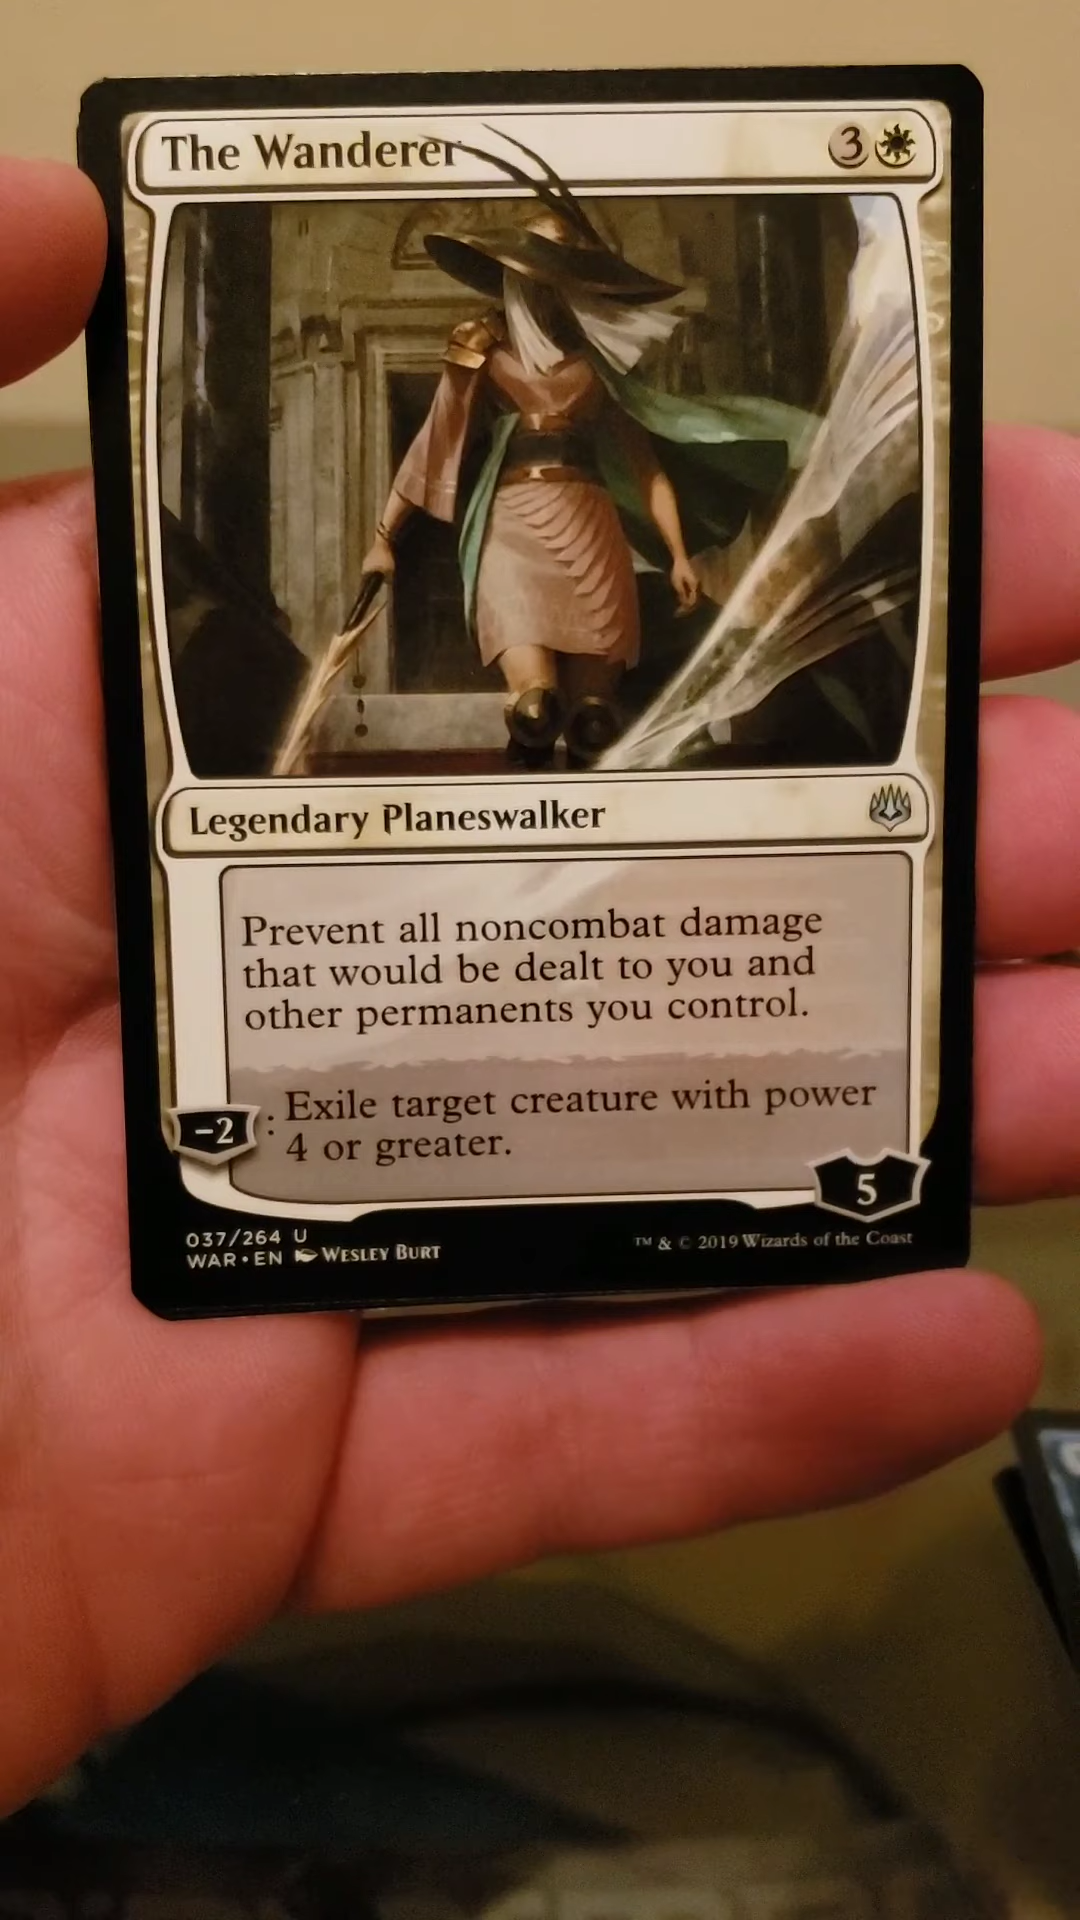 The Wanderer 3
Legendary Planeswalker
Prevent all noncombat damage
that would be dealt to you and
other permanents you control.
−2 : Exile target creature with power
4 or greater.
5
037/264 U
WAR • EN Wesley Burt
™ & © 2019 Wizards of the Coast